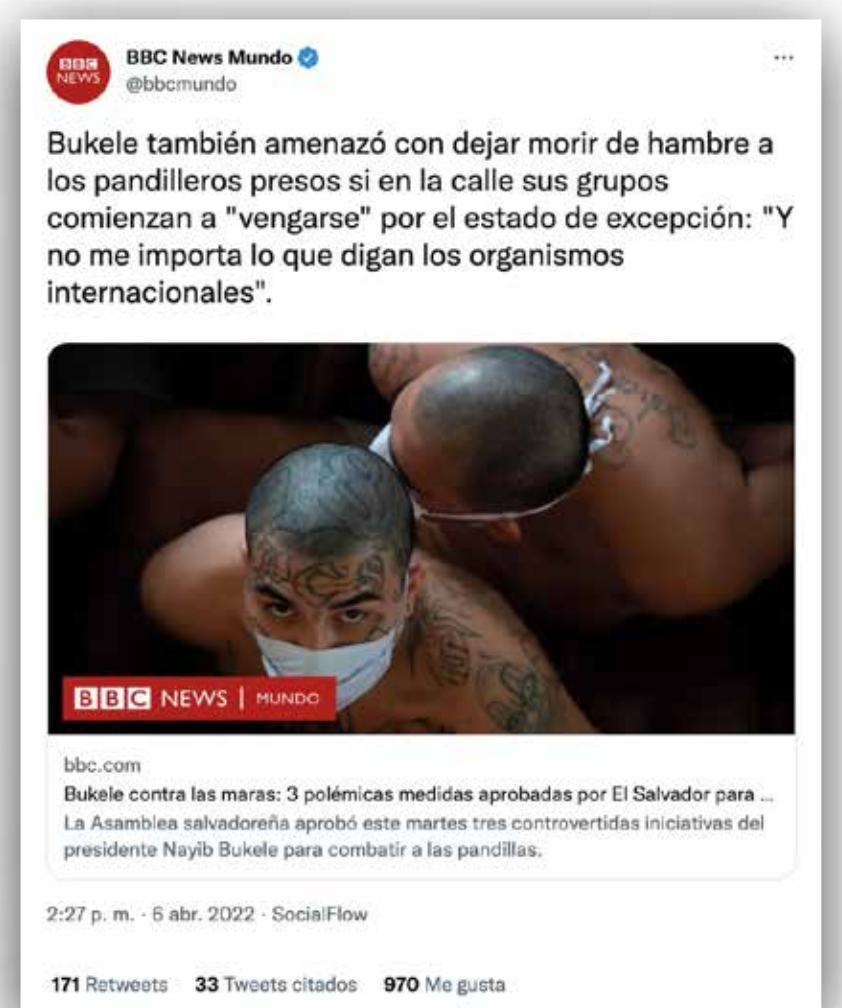 BBC NEWS
BBC News Mundo
@bbcmundo
Bukele también amenazó con dejar morir de hambre a
los pandilleros presos si en la calle sus grupos
comienzan a "vengarse" por el estado de excepción: "Y
no me importa lo que digan los organismos
internacionales".
BBC NEWS | MUNDO
bbc.com
Bukele contra las maras: 3 polémicas medidas aprobadas por El Salvador para ...
La Asamblea salvadoreña aprobó este martes tres controvertidas iniciativas del
presidente Nayib Bukele para combatir a las pandillas.
2:27 p. m. · 6 abr. 2022 · SocialFlow
171 Retweets 33 Tweets citados 970 Me gusta